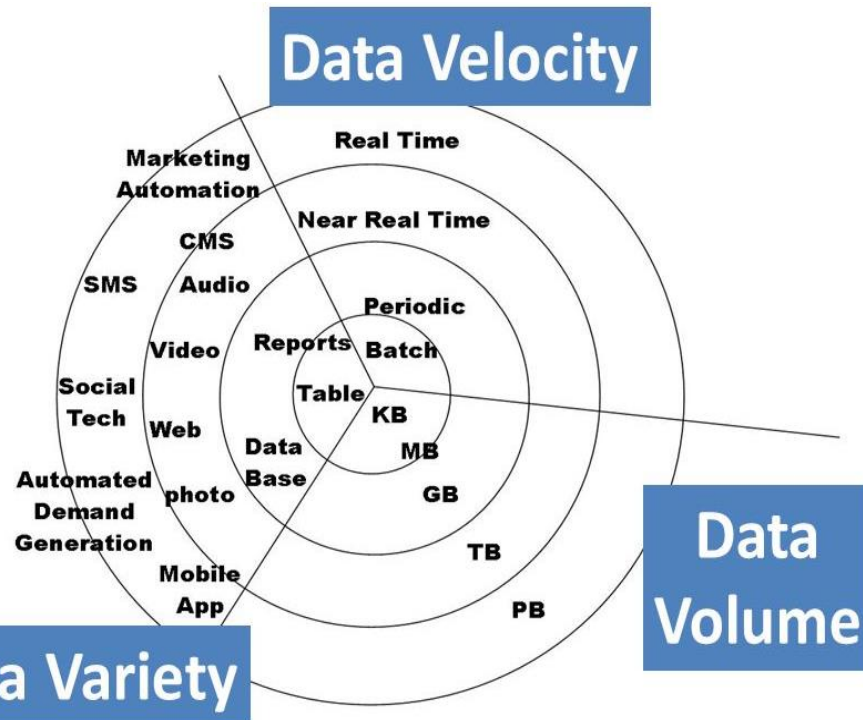 Data Velocity
Real Time
Near Real Time
Periodic
Batch
Marketing
Automation
CMS
SMS
Audio
Video
Reports
Table
Social
Tech
Web
Data
Base
Automated
Demand
Generation
photo
Mobile
App
KB
MB
GB
TB
PB
Data
Volume
a Variety